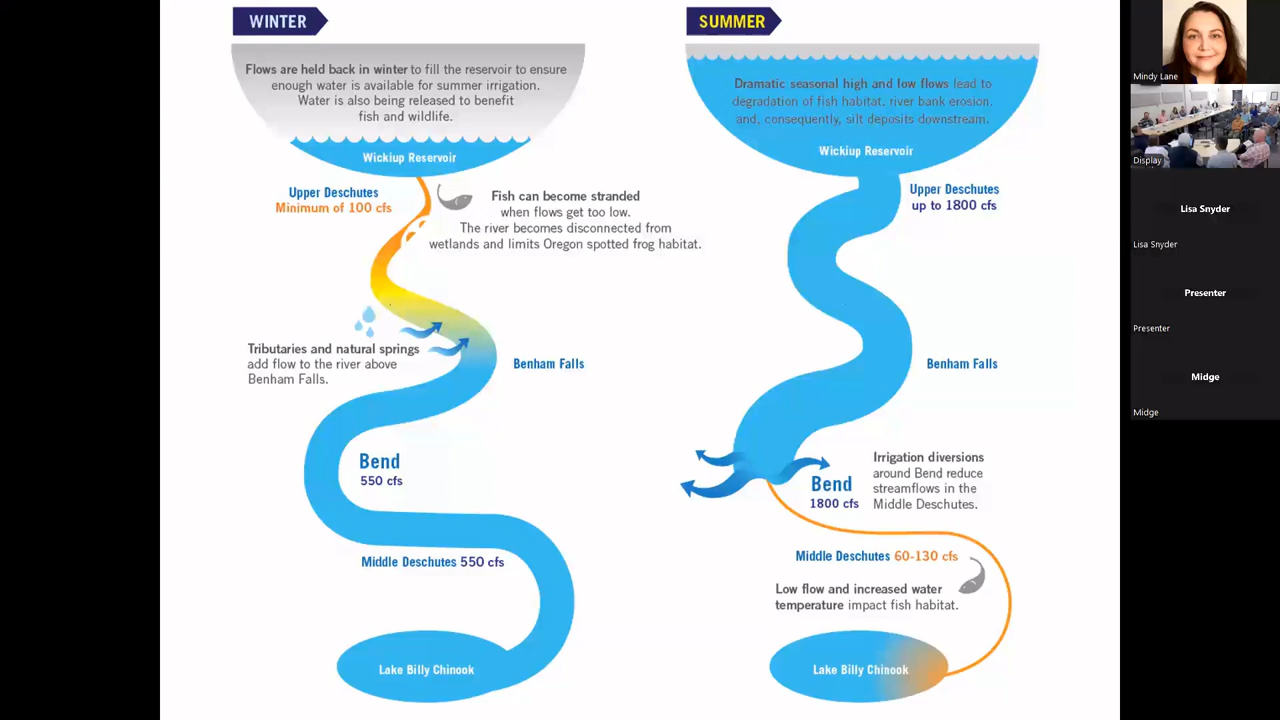 WINTER
Flows are held back in winter to fill the reservoir to ensure
enough water is available for summer irrigation.
Water is also being released to benefit
fish and wildlife.
Wickiup Reservoir
Upper Deschutes
Minimum of 100 cfs
Fish can become stranded
when flows get too low.
The river becomes disconnected from
wetlands and limits Oregon spotted frog habitat.
Tributaries and natural springs
add flow to the river above
Benham Falls.
Benham Falls
Bend
550 cfs
Middle Deschutes 550 cfs
Lake Billy Chinook
SUMMER
Dramatic seasonal high and low flows lead to
degradation of fish habitat, river bank erosion,
and, consequently, silt deposits downstream.
Wickiup Reservoir
Upper Deschutes
up to 1800 cfs
Benham Falls
Irrigation diversions
around Bend reduce
streamflows in the
Middle Deschutes.
Bend
1800 cfs
Middle Deschutes 60-130 cfs
Low flow and increased water
temperature impact fish habitat.
Lake Billy Chinook
Mindy Lane
Display
Lisa Snyder
Lisa Snyder
Presenter
Presenter
Midge
Midge